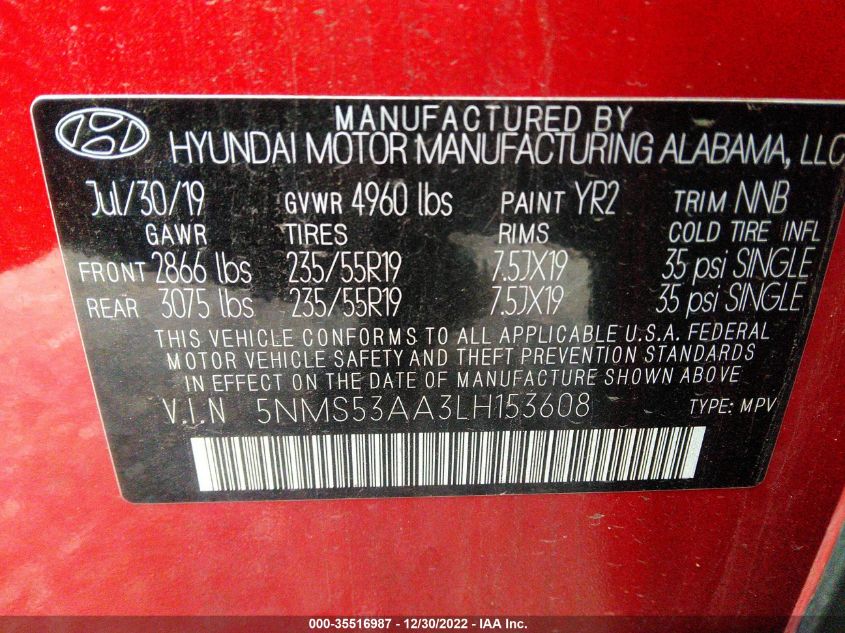 MANUFACTURED BY
HYUNDAI MOTOR MANUFACTURING ALABAMA, LLC
Jul/30/19 GVWR 4960 lbs PAINT YR2 TRIM NNB
GAWR TIRES RIMS COLD TIRE INFL
FRONT 2866 lbs 235/55R19 7.5JX19 35 psi SINGLE
REAR 3075 lbs 235/55R19 7.5JX19 35 psi SINGLE
THIS VEHICLE CONFORMS TO ALL APPLICABLE U.S.A. FEDERAL
MOTOR VEHICLE SAFETY AND THEFT PREVENTION STANDARDS
IN EFFECT ON THE DATE OF MANUFACTURE SHOWN ABOVE.
V.I.N 5NMS53AA3LH153608 TYPE: MPV
000-35516987 - 12/30/2022 - IAA Inc.